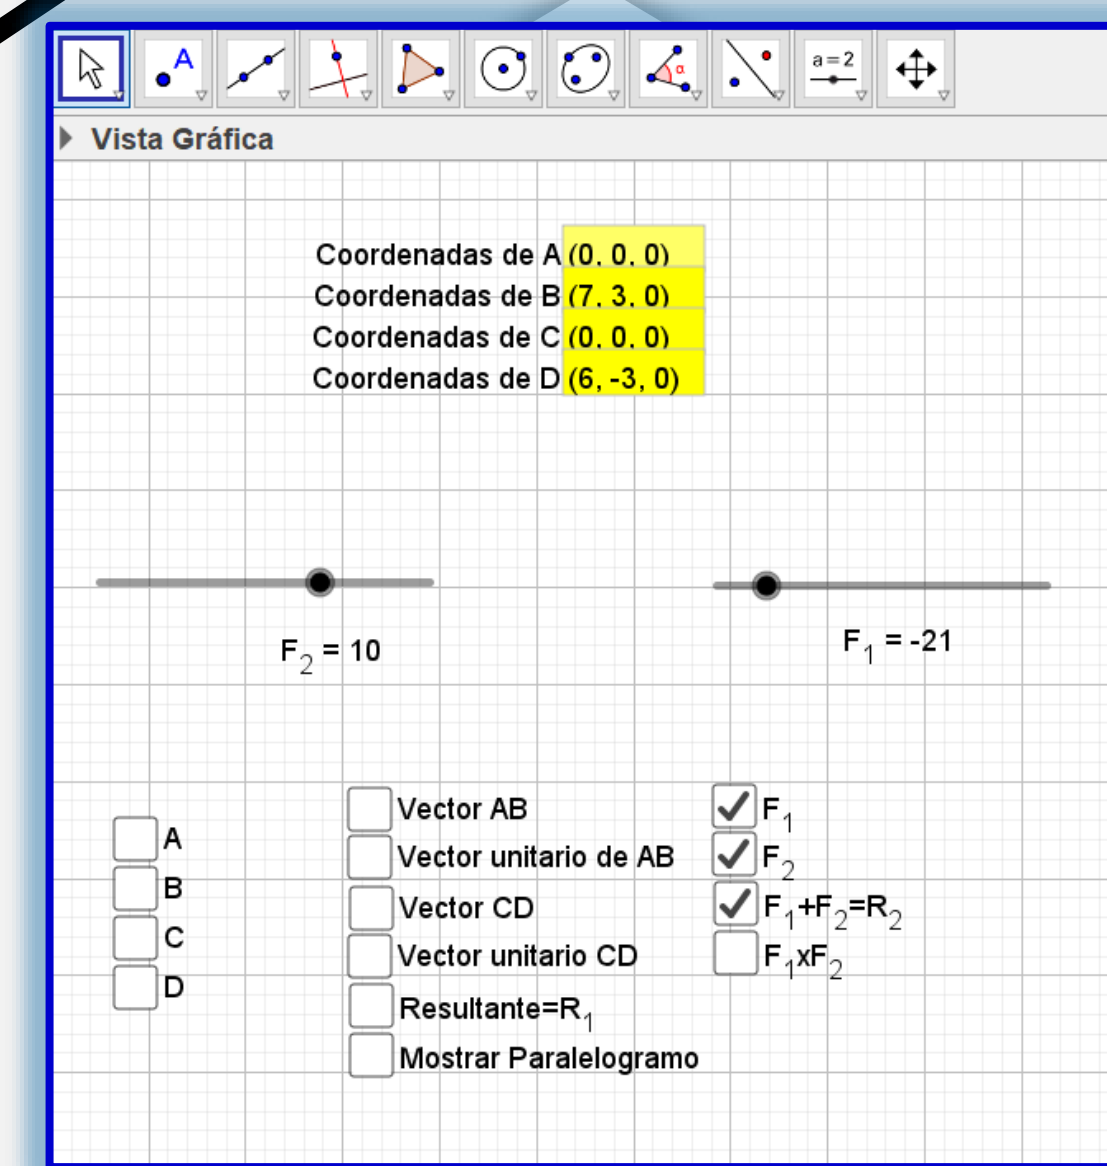 A
α
a=2
Vista Gráfica
Coordenadas de A (0, 0, 0)
Coordenadas de B (7, 3, 0)
Coordenadas de C (0, 0, 0)
Coordenadas de D (6, -3, 0)
F₂ = 10
F₁ = -21
A
B
C
D
Vector AB
Vector unitario de AB
Vector CD
Vector unitario CD
Resultante=R₁
Mostrar Paralelogramo
F₁
F₂
F₁+F₂=R₂
F₁xF₂